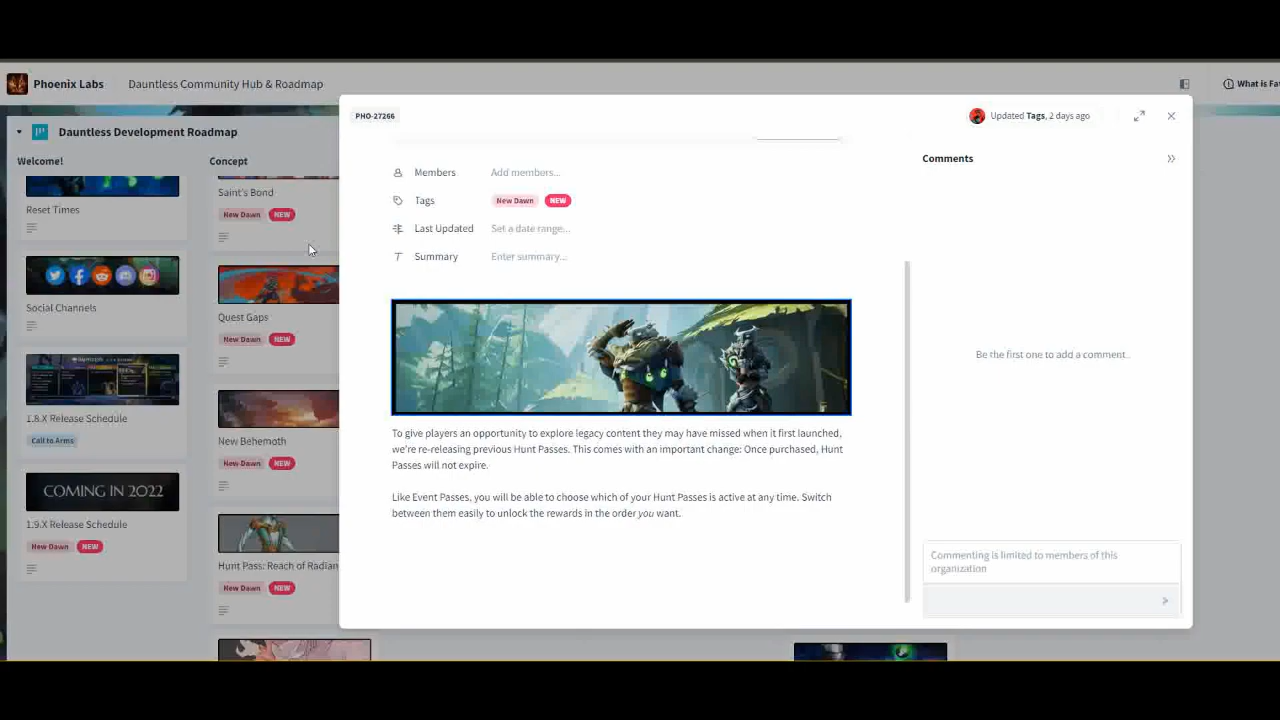 Phoenix Labs
Dauntless Community Hub & Roadmap
What is Fa
Dauntless Development Roadmap
Welcome!
Reset Times
Social Channels
1.8.X Release Schedule
Call to Arms
COMING IN 2022
1.9.X Release Schedule
New Dawn NEW
Concept
Saint's Bond
New Dawn NEW
Quest Gaps
New Dawn NEW
New Behemoth
New Dawn NEW
Hunt Pass: Reach of Radian
New Dawn NEW
PHO-27266
Updated Tags, 2 days ago
Members Add members...
Tags New Dawn NEW
Last Updated Set a date range...
Summary Enter summary...
To give players an opportunity to explore legacy content they may have missed when it first launched,
we're re-releasing previous Hunt Passes. This comes with an important change: Once purchased, Hunt
Passes will not expire.
Like Event Passes, you will be able to choose which of your Hunt Passes is active at any time. Switch
between them easily to unlock the rewards in the order you want.
Comments
Be the first one to add a comment.
Commenting is limited to members of this
organization